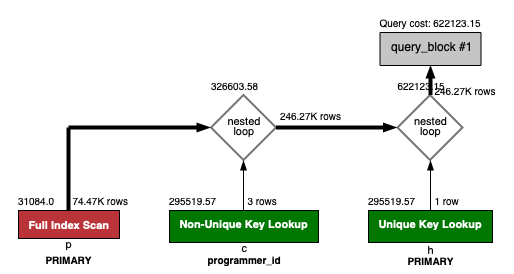 Query cost: 622123.15
query_block #1
326603.58
622123.15
246.27K rows
nested
loop
246.27K rows
nested
loop
31084.0
74.47K rows
295519.57
3 rows
295519.57
1 row
Full Index Scan
Non-Unique Key Lookup
Unique Key Lookup
p
c
h
PRIMARY
programmer_id
PRIMARY